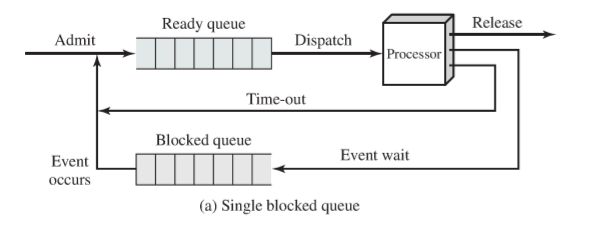 Ready queue
Release
Admit
Dispatch
Processor
Time-out
Blocked queue
Event wait
Event
occurs
(a) Single blocked queue